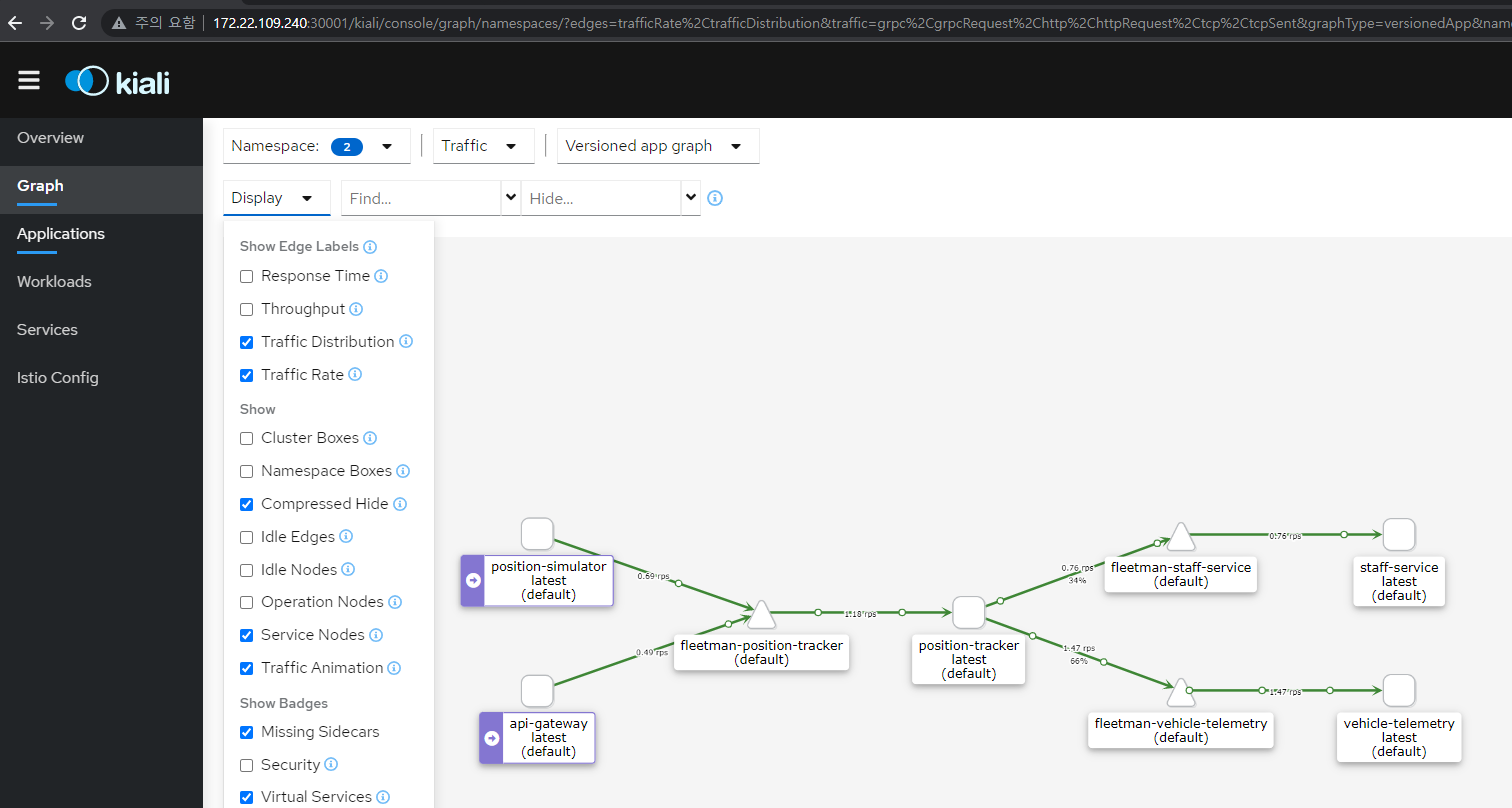 주의 요함 172.22.109.240:30001/kiali/console/graph/namespaces/?edges=trafficRate%2CtrafficDistribution&traffic=grpc%2CgrpcRequest%2Chttp%2ChttpRequest%2Ctcp%2CtcpSent&graphType=versionedApp&name
kiali
Overview
Graph
Applications
Workloads
Services
Istio Config
Namespace: 2
Traffic
Versioned app graph
Display
Find...
Hide...
Show Edge Labels
Response Time
Throughput
Traffic Distribution
Traffic Rate
Show
Cluster Boxes
Namespace Boxes
Compressed Hide
Idle Edges
Idle Nodes
Operation Nodes
Service Nodes
Traffic Animation
Show Badges
Missing Sidecars
Security
Virtual Services
position-simulator
latest
(default)
0.69 rps
api-gateway
latest
(default)
0.49 rps
fleetman-position-tracker
(default)
1.18 rps
position-tracker
latest
(default)
0.76 rps
34%
fleetman-staff-service
(default)
0.76 rps
staff-service
latest
(default)
1.47 rps
66%
fleetman-vehicle-telemetry
(default)
1.47 rps
vehicle-telemetry
latest
(default)